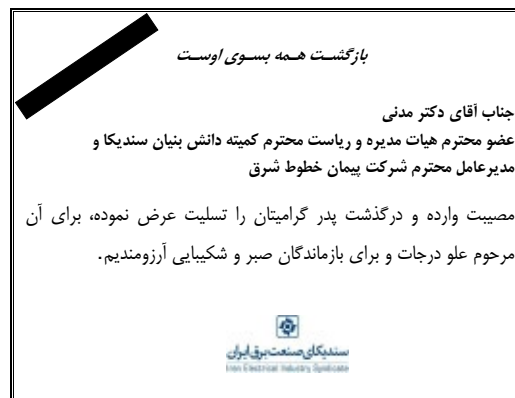 بازگشت همه بسوی اوست
جناب آقای دکتر مدنی
عضو محترم هیات مدیره و ریاست محترم کمیته دانش بنیان سندیکا و
مدیرعامل محترم شرکت پیمان خطوط شرق
مصیبت وارده و درگذشت پدر گرامیتان را تسلیت عرض نموده، برای آن
مرحوم علو درجات و برای بازماندگان صبر و شکیبایی آرزومندیم.
سندیکای صنعت برق ایران
Iran Electrical Industry Syndicate